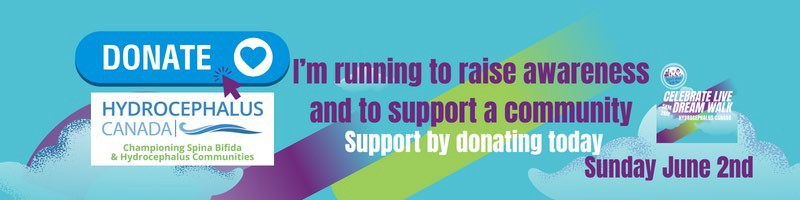 DONATE
HYDROCEPHALUS
CANADA
Championing Spina Bifida
& Hydrocephalus Communities
I'm running to raise awareness
and to support a community
Support by donating today
CELEBRATE LIVE
DREAM WALK
HYDROCEPHALUS CANADA
Sunday June 2nd